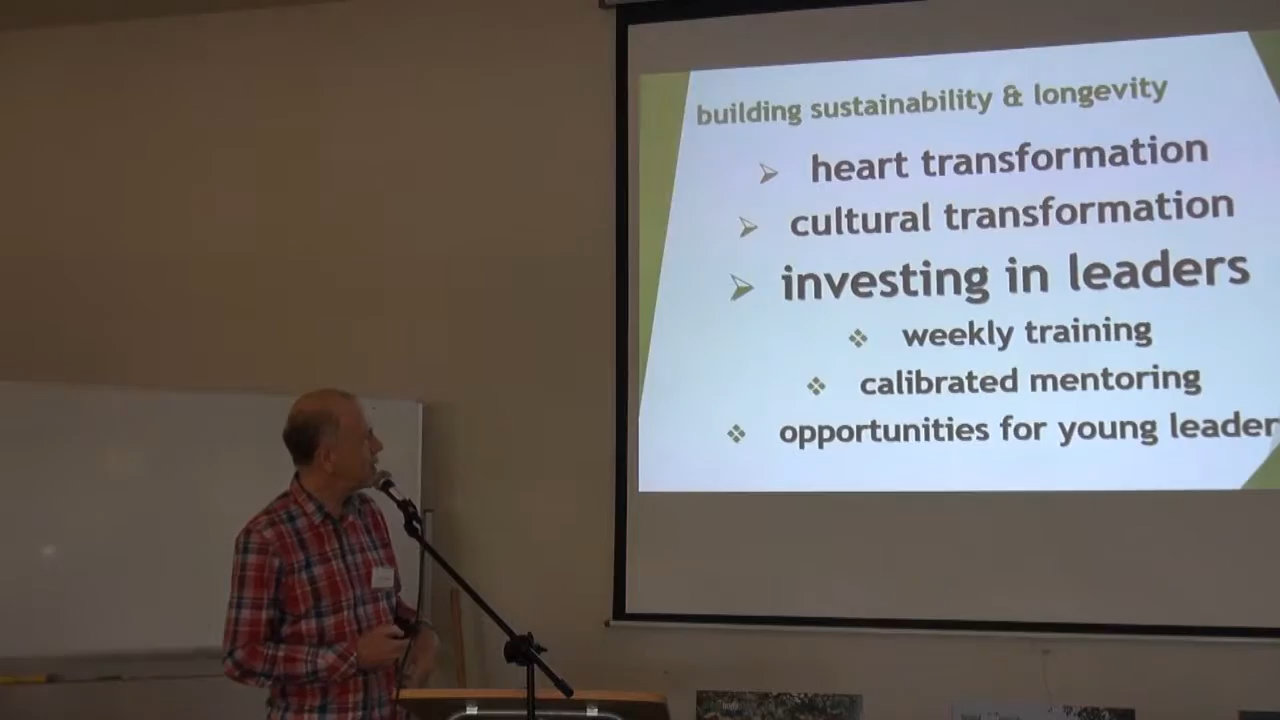 building sustainability & longevity
heart transformation
cultural transformation
investing in leaders
weekly training
calibrated mentoring
opportunities for young leader